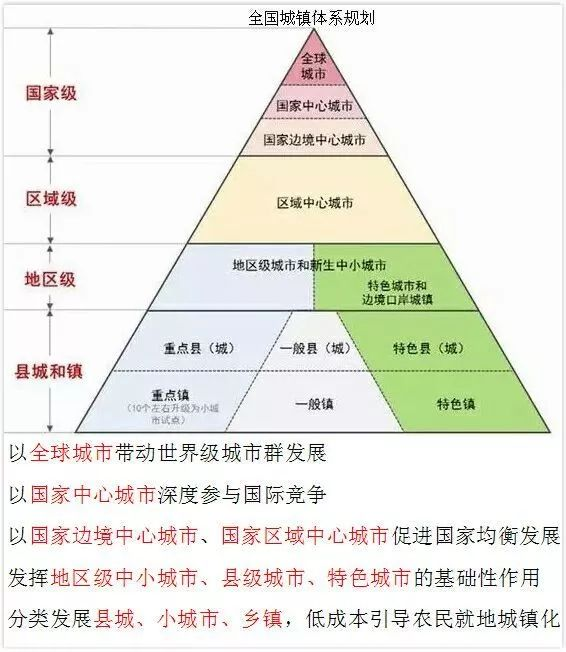 全国城镇体系规划
全球
城市
国家级
国家中心城市
国家边境中心城市
区域级
区域中心城市
地区级
地区级城市和新生中小城市
特色城市和
边境口岸城镇
县城和镇
重点县（城）
一般县（城）
特色县（城）
重点镇
（10个左右升级为小城
市试点）
一般镇
特色镇
以全球城市带动世界级城市群发展
以国家中心城市深度参与国际竞争
以国家边境中心城市、国家区域中心城市促进国家均衡发展
发挥地区级中小城市、县级城市、特色城市的基础性作用
分类发展县城、小城市、乡镇，低成本引导农民就地城镇化